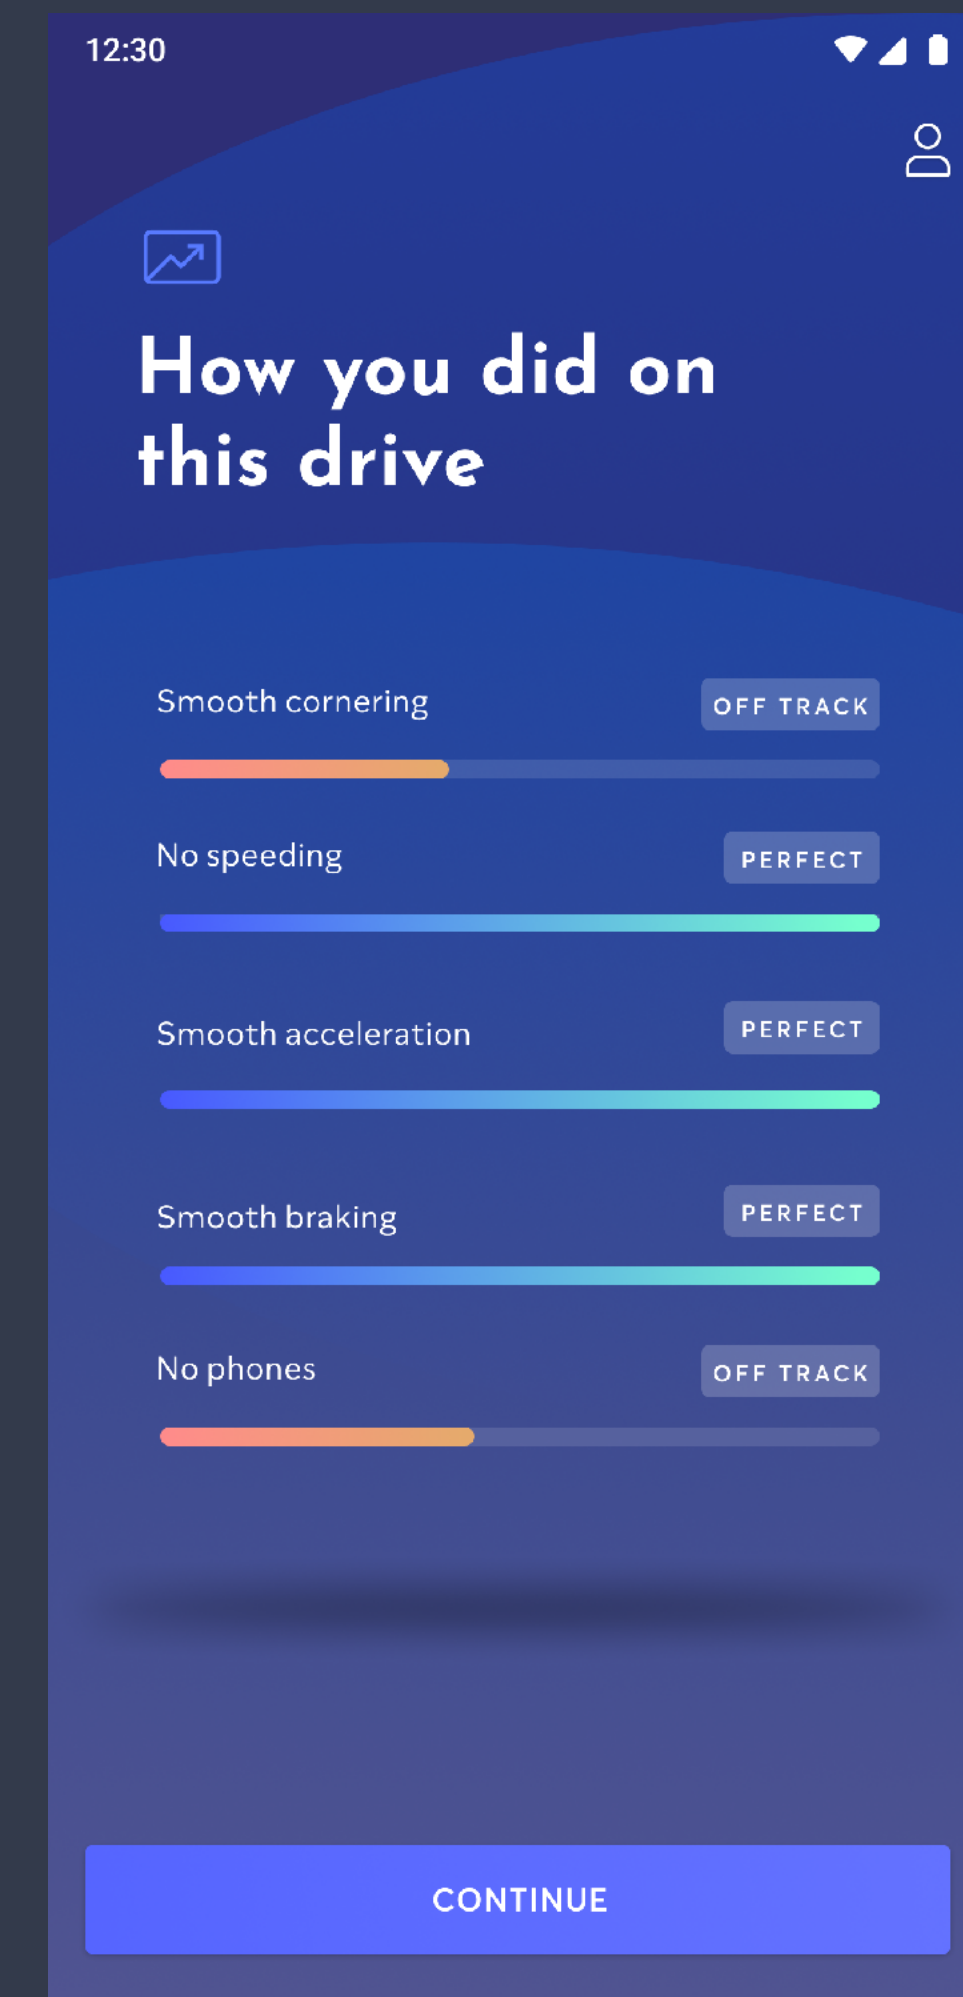 12:30
How you did on
this drive
Smooth cornering
OFF TRACK
No speeding
PERFECT
Smooth acceleration
PERFECT
Smooth braking
PERFECT
No phones
OFF TRACK
CONTINUE